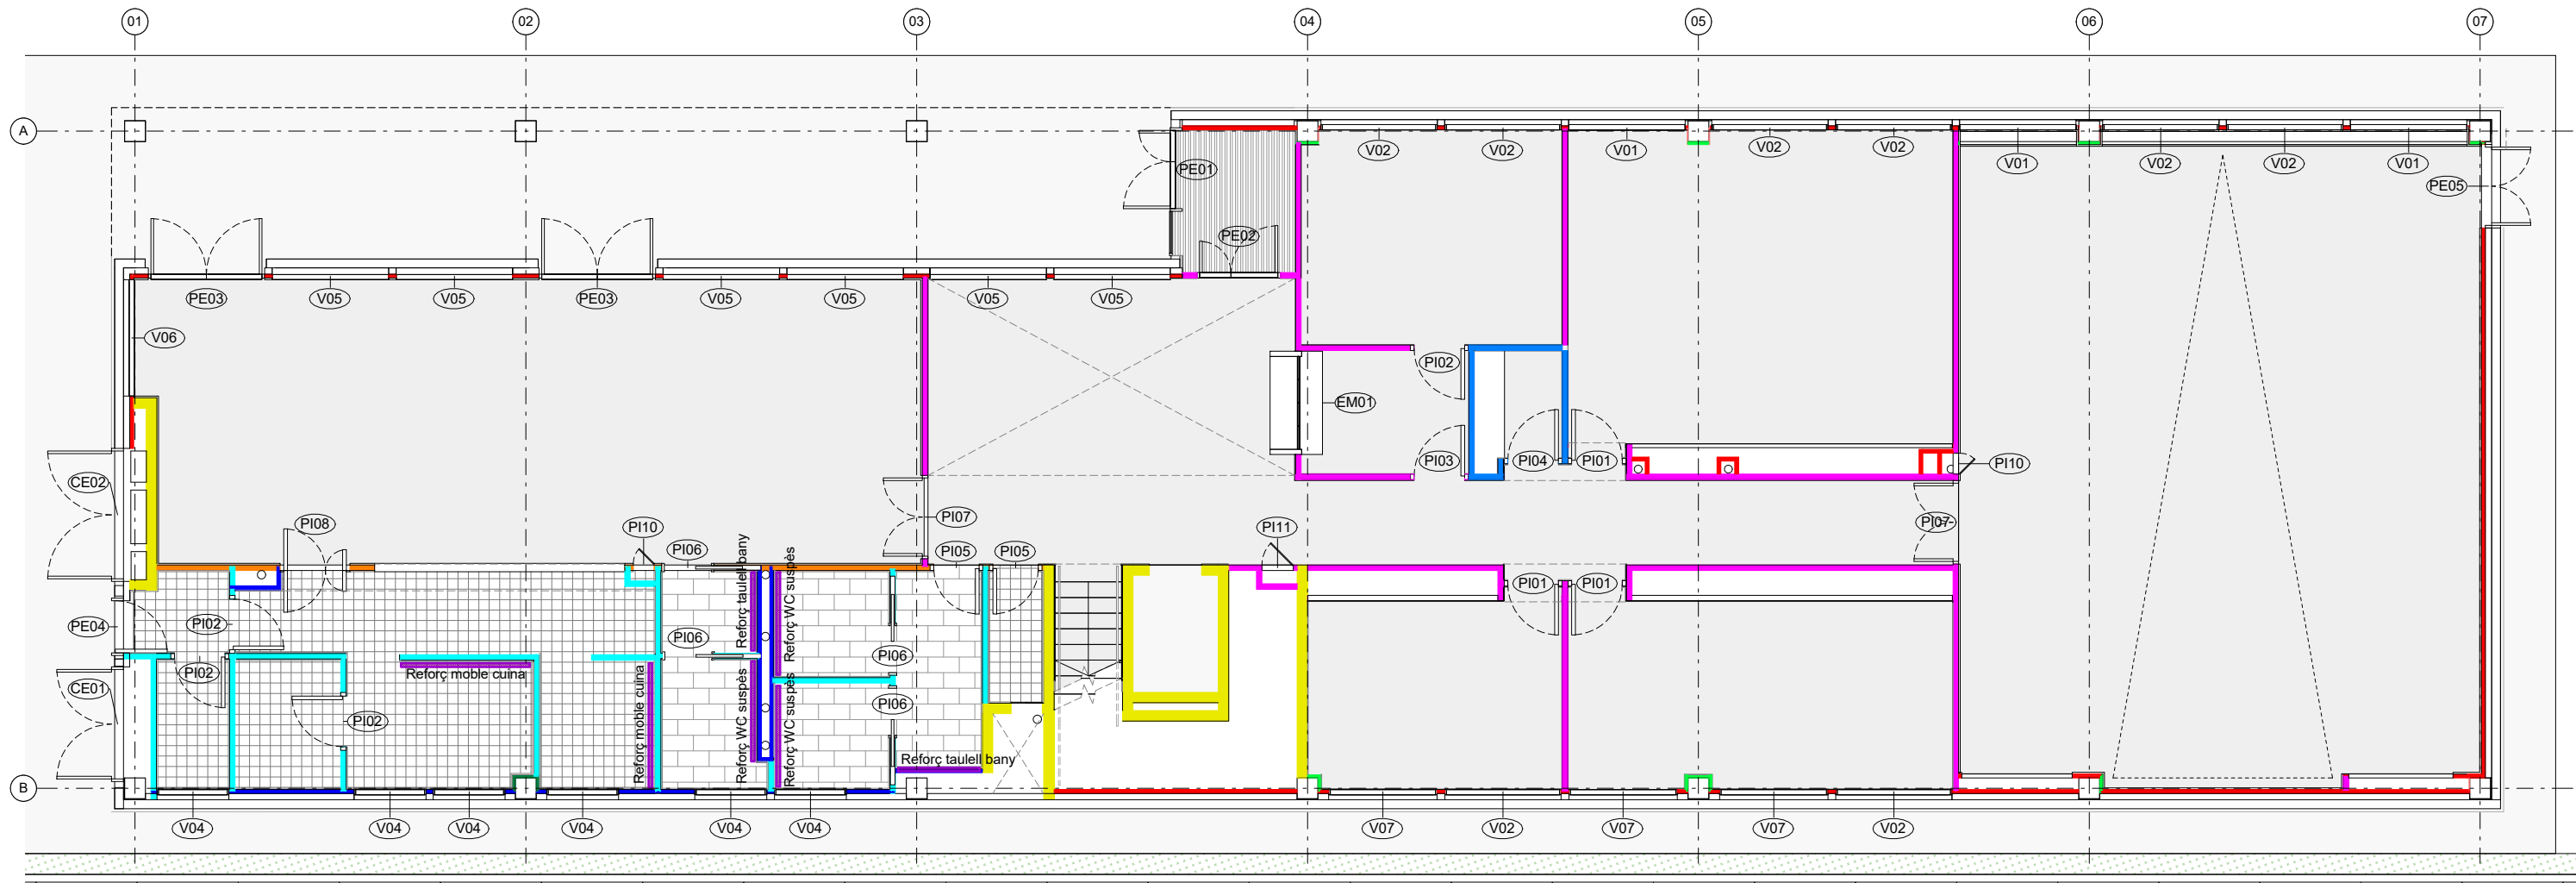 01 02 03 04 05 06 07
A
V02 V02 V01 V02 V02
PE01
V01 V02 V02 V01
PE05
PE02
PE03 V05 V05 PE03 V05 V05 V05 V05
V06
PI02
EM01
CE02
PI03 PI04 PI01 PI10
PI08 PI10 PI07 PI11 PI07
PI06 PI05 PI05
PI01 PI01
Reforç taulell bany
Reforç WC suspès
PE04 PI02
PI06
PI06
PI02
Reforç moble cuina
CE01
PI06
PI02
Reforç moble cuina
Reforç WC suspès
Reforç WC suspès
Reforç taulell bany
B
V04 V04 V04 V04 V04 V04 V07 V02 V07 V07 V02